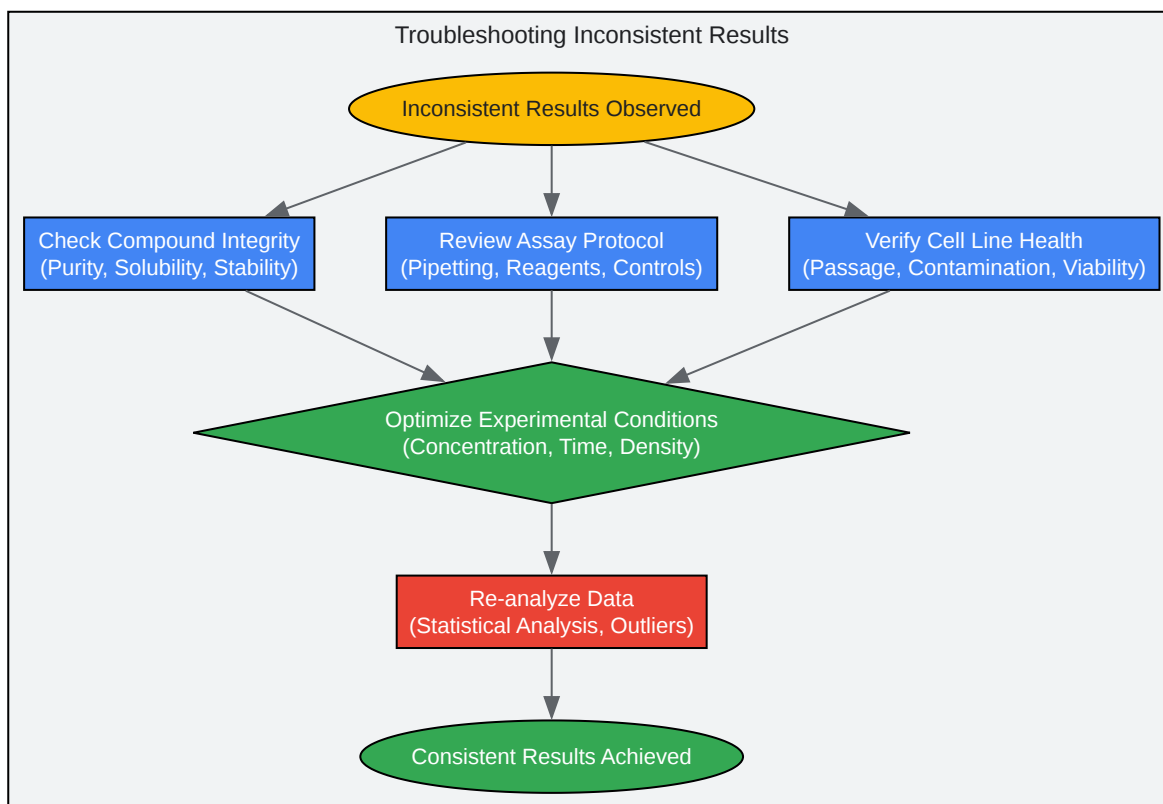 Troubleshooting Inconsistent Results
Inconsistent Results Observed
Check Compound Integrity
(Purity, Solubility, Stability)
Review Assay Protocol
(Pipetting, Reagents, Controls)
Verify Cell Line Health
(Passage, Contamination, Viability)
Optimize Experimental Conditions
(Concentration, Time, Density)
Re-analyze Data
(Statistical Analysis, Outliers)
Consistent Results Achieved